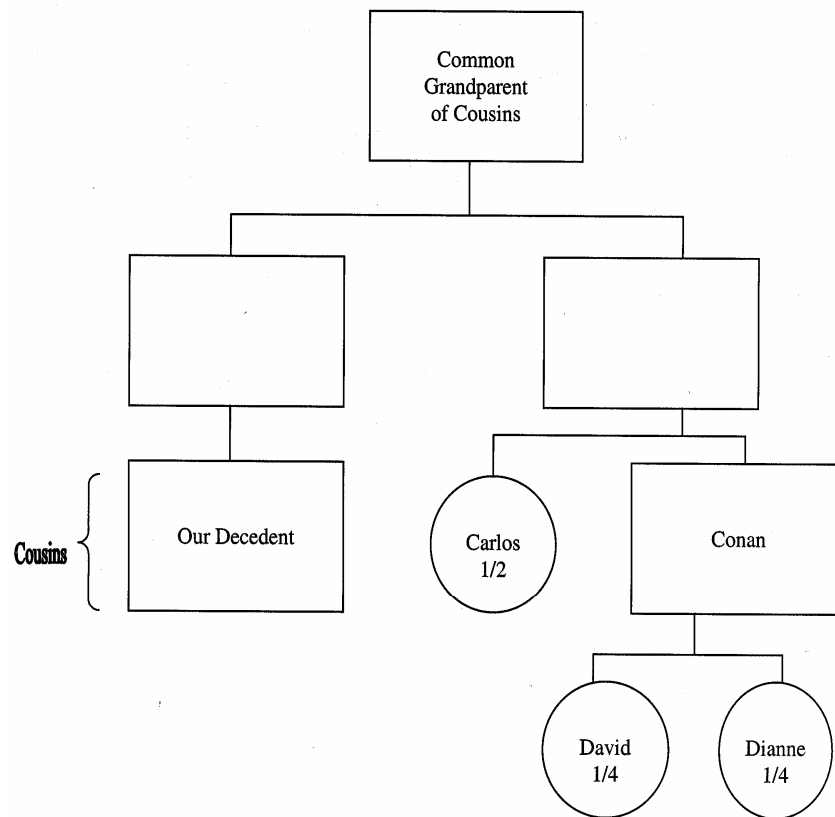 Common
Grandparent
of Cousins
Cousins
Our Decedent
Carlos
1/2
Conan
David
1/4
Dianne
1/4